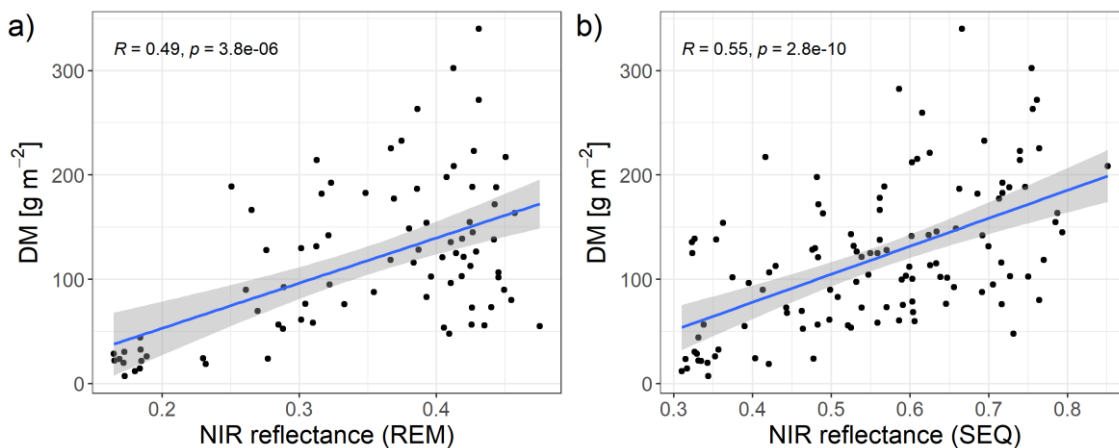 a)
R = 0.49, p = 3.8e-06
DM [g m⁻²]
300
200
100
0
0.2 0.3 0.4
NIR reflectance (REM)
b)
R = 0.55, p = 2.8e-10
DM [g m⁻²]
300
200
100
0
0.3 0.4 0.5 0.6 0.7 0.8
NIR reflectance (SEQ)